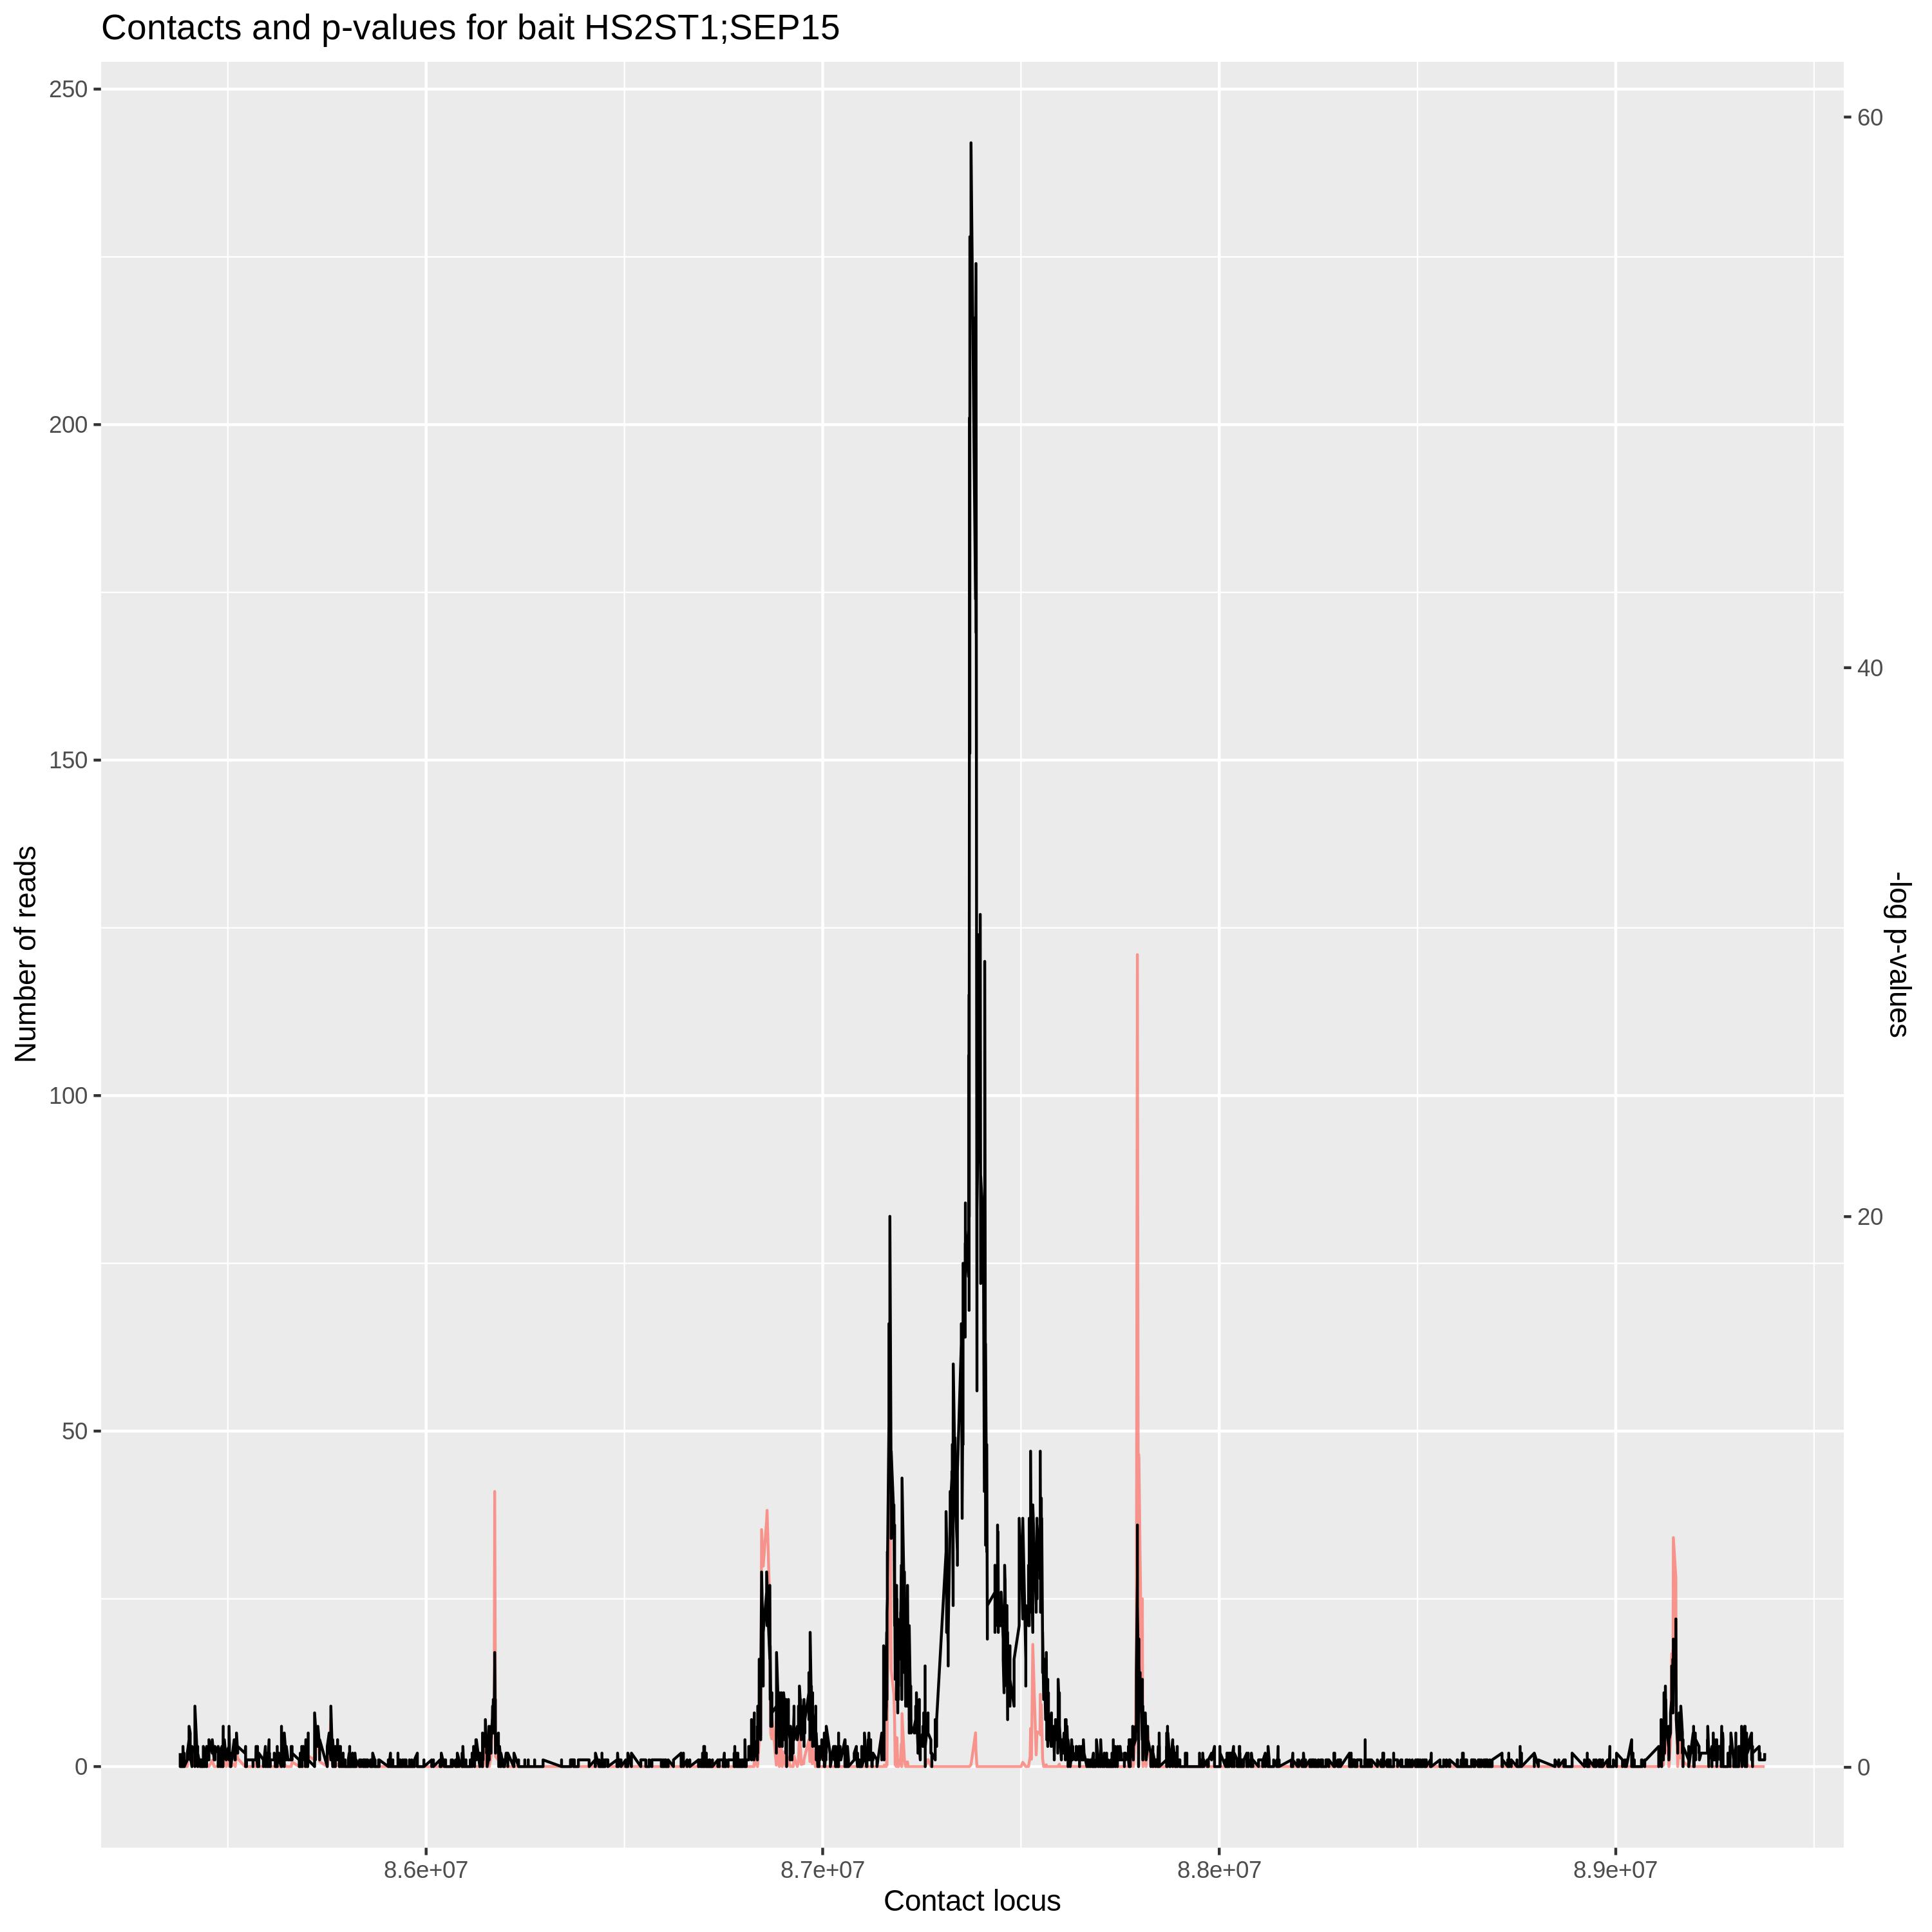 Contacts and p-values for bait HS2ST1;SEP15
250
200
150
100
50
0
Number of reads
60
40
20
0
-log p-values
8.6e+07
8.7e+07
8.8e+07
8.9e+07
Contact locus